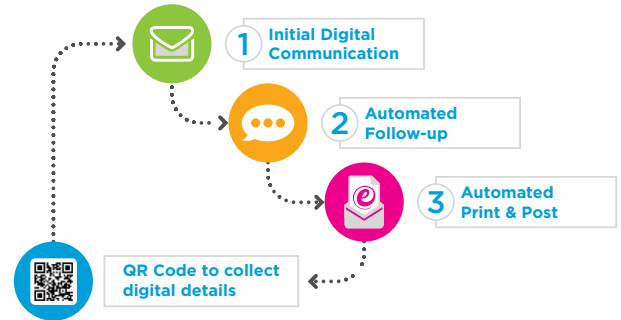 1
Initial Digital
Communication
2
Automated
Follow-up
3
Automated
Print & Post
QR Code to collect
digital details